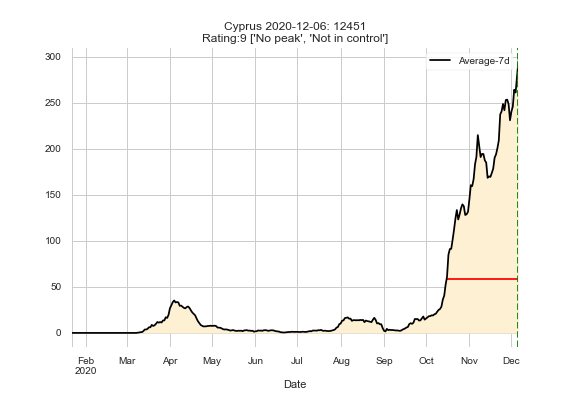 Cyprus 2020-12-06: 12451
Rating:9 ['No peak', 'Not in control']
Average-7d
300
250
200
150
100
50
0
Feb Mar Apr May Jun Jul Aug Sep Oct Nov Dec
2020
Date